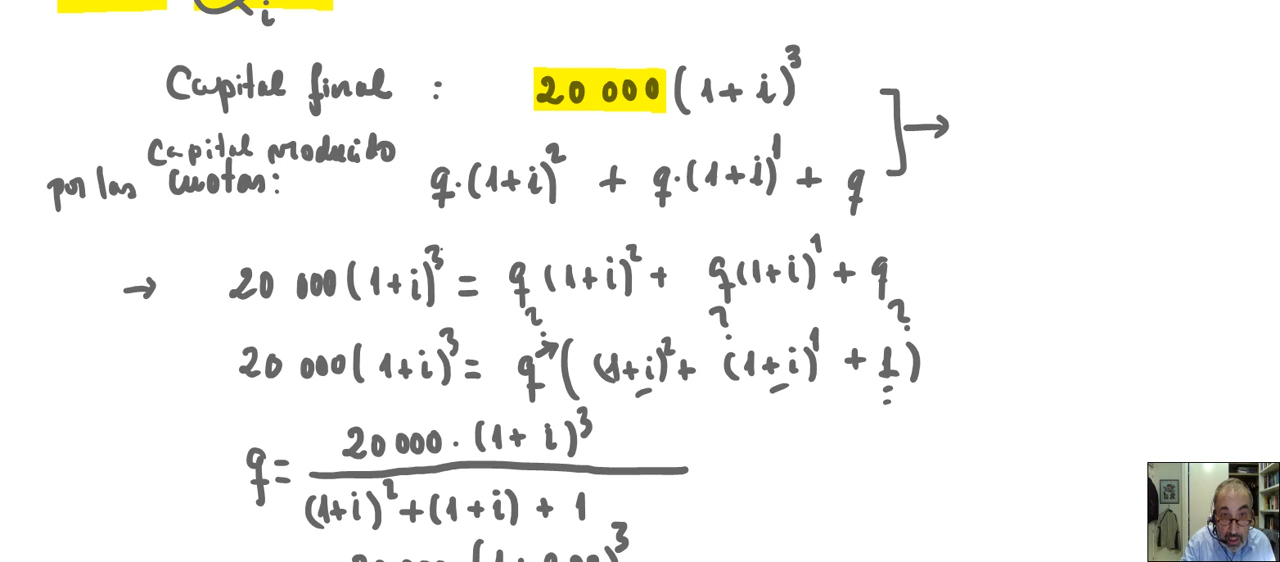 i
Capital final : 20 000 (1+i)³
Capital producido
por las cuotas: q·(1+i)² + q·(1+i)¹ + q
→ 20 000(1+i)³ = q(1+i)² + q(1+i)¹ + q
? ? ?
20 000(1+i)³ = q((1+i)² + (1+i)¹ + 1)
q = 20 000 · (1+i)³
(1+i)² + (1+i) + 1